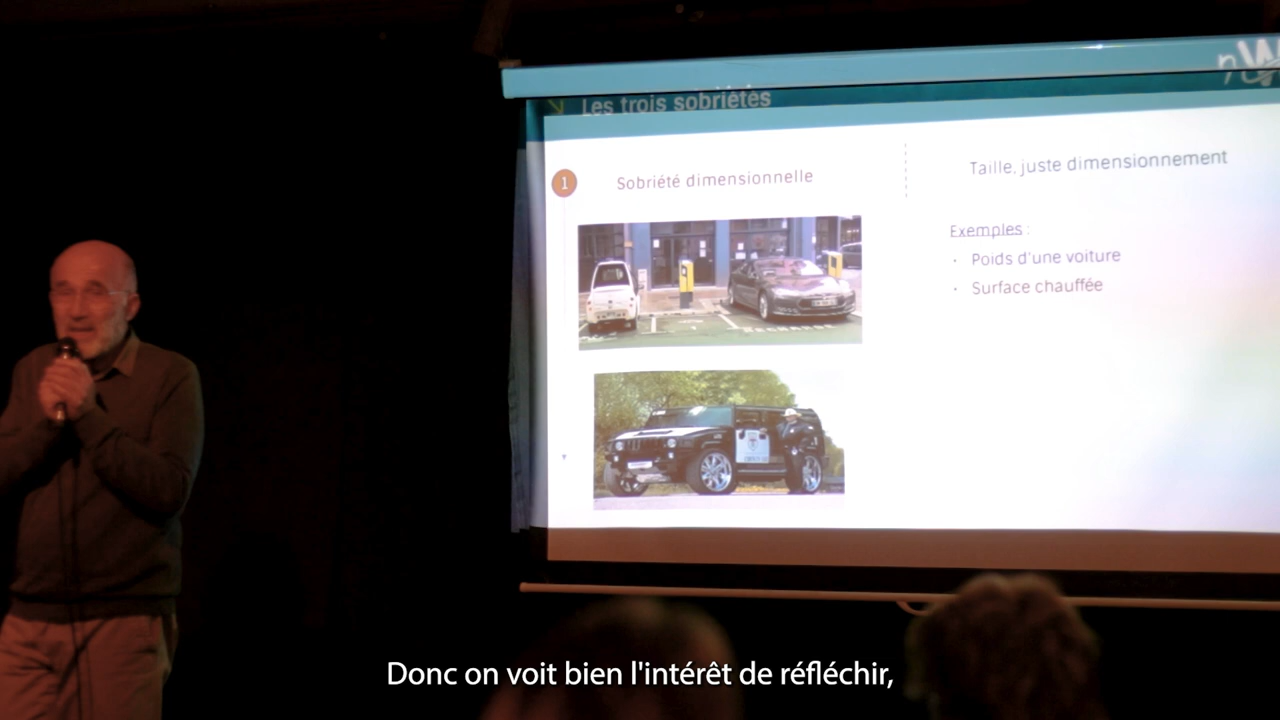 nW
Les trois sobriétés
1
Sobriété dimensionnelle
Taille, juste dimensionnement
Exemples :
· Poids d'une voiture
· Surface chauffée
Donc on voit bien l'intérêt de réfléchir,